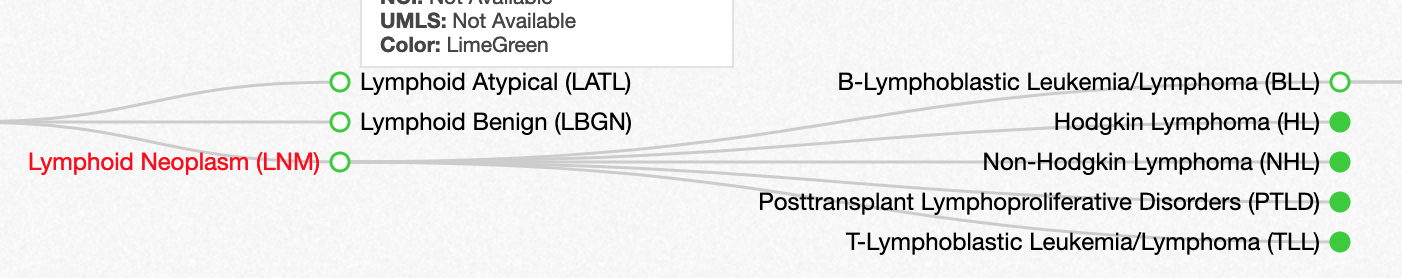 NCI: Not Available
UMLS: Not Available
Color: LimeGreen
Lymphoid Atypical (LATL)
Lymphoid Benign (LBGN)
Lymphoid Neoplasm (LNM)
B-Lymphoblastic Leukemia/Lymphoma (BLL)
Hodgkin Lymphoma (HL)
Non-Hodgkin Lymphoma (NHL)
Posttransplant Lymphoproliferative Disorders (PTLD)
T-Lymphoblastic Leukemia/Lymphoma (TLL)